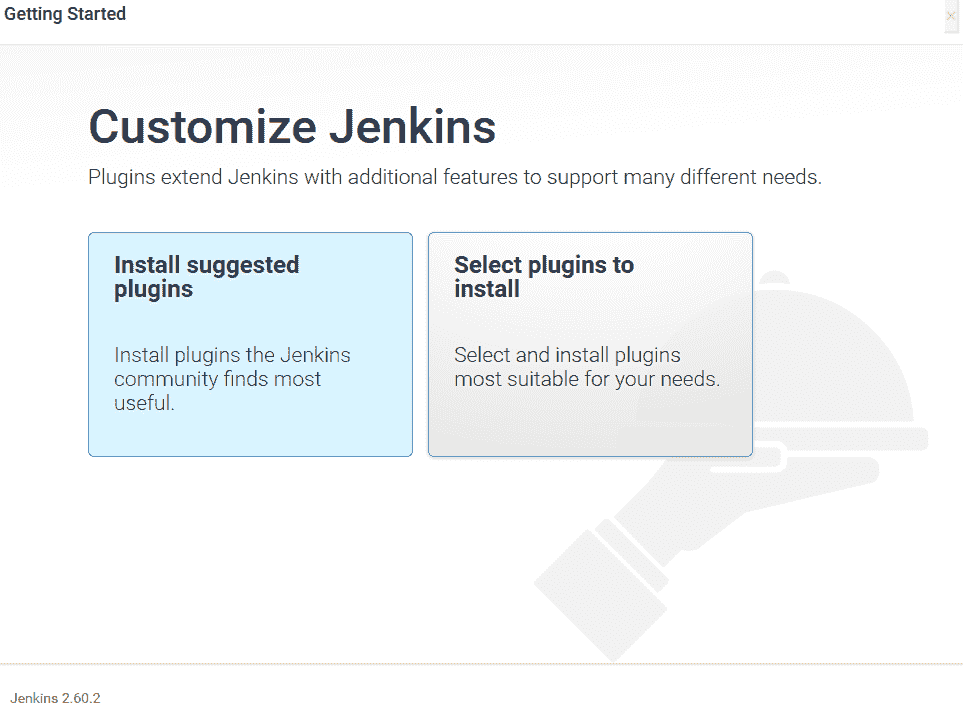 Getting Started
×
Customize Jenkins
Plugins extend Jenkins with additional features to support many different needs.
Install suggested
plugins
Install plugins the Jenkins
community finds most
useful.
Select plugins to
install
Select and install plugins
most suitable for your needs.
Jenkins 2.60.2